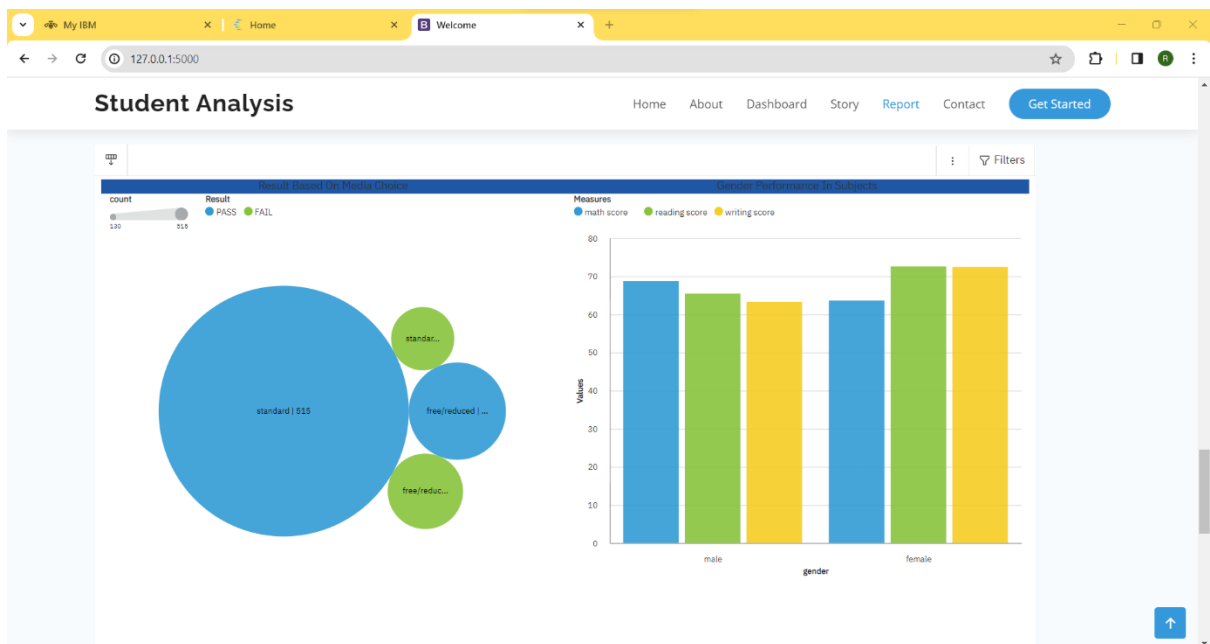 My IBM
Home
B Welcome
127.0.0.1:5000
R
Student Analysis
Home About Dashboard Story Report Contact Get Started
Filters
Result Based On Media Choice
Gender Performance In Subjects
count
130 515
Result
PASS FAIL
Measures
math score reading score writing score
standard | 515
standar...
free/reduced | ...
free/reduc...
80
70
60
50
40
30
20
10
0
Values
male female
gender